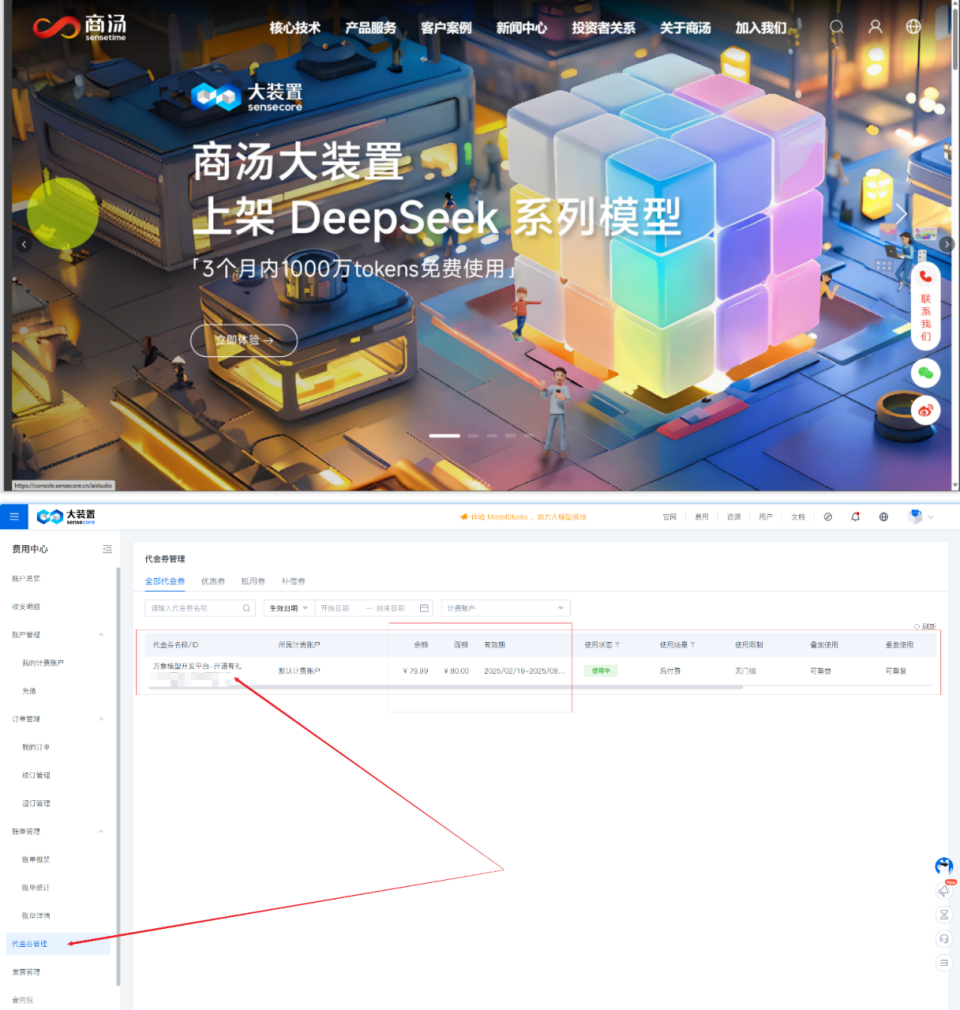 商汤
sensetime
核心技术 产品服务 客户案例 新闻中心 投资者关系 关于商汤 加入我们
大装置
sensecore
商汤大装置
上架 DeepSeek 系列模型
「3个月内1000万tokens免费使用」
立即体验 →
联系我们
https://console.sensecore.cn/aistudio
大装置
sensecore
体验 ModelStudio,助力大模型落地
官网 费用 资源 用户 文档
费用中心
账户总览
收支明细
账户管理
我的计费账户
充值
订单管理
我的订单
续订管理
退订管理
账单管理
账单概览
账单统计
账单详情
代金券管理
发票管理
合同包
代金券管理
全部代金券 优惠券 抵用券 补偿券
请输入代金券名称 生效日期 开始日期 — 结束日期 计费账户
刷新
代金券名称/ID 所属计费账户 余额 面额 有效期 使用状态 使用场景 使用限制 叠加使用 重复使用
万象模型开发平台-开通有礼 默认计费账户 ¥ 79.99 ¥ 80.00 2025/02/19-2025/08... 使用中 后付费 无门槛 可叠加 可重复
New